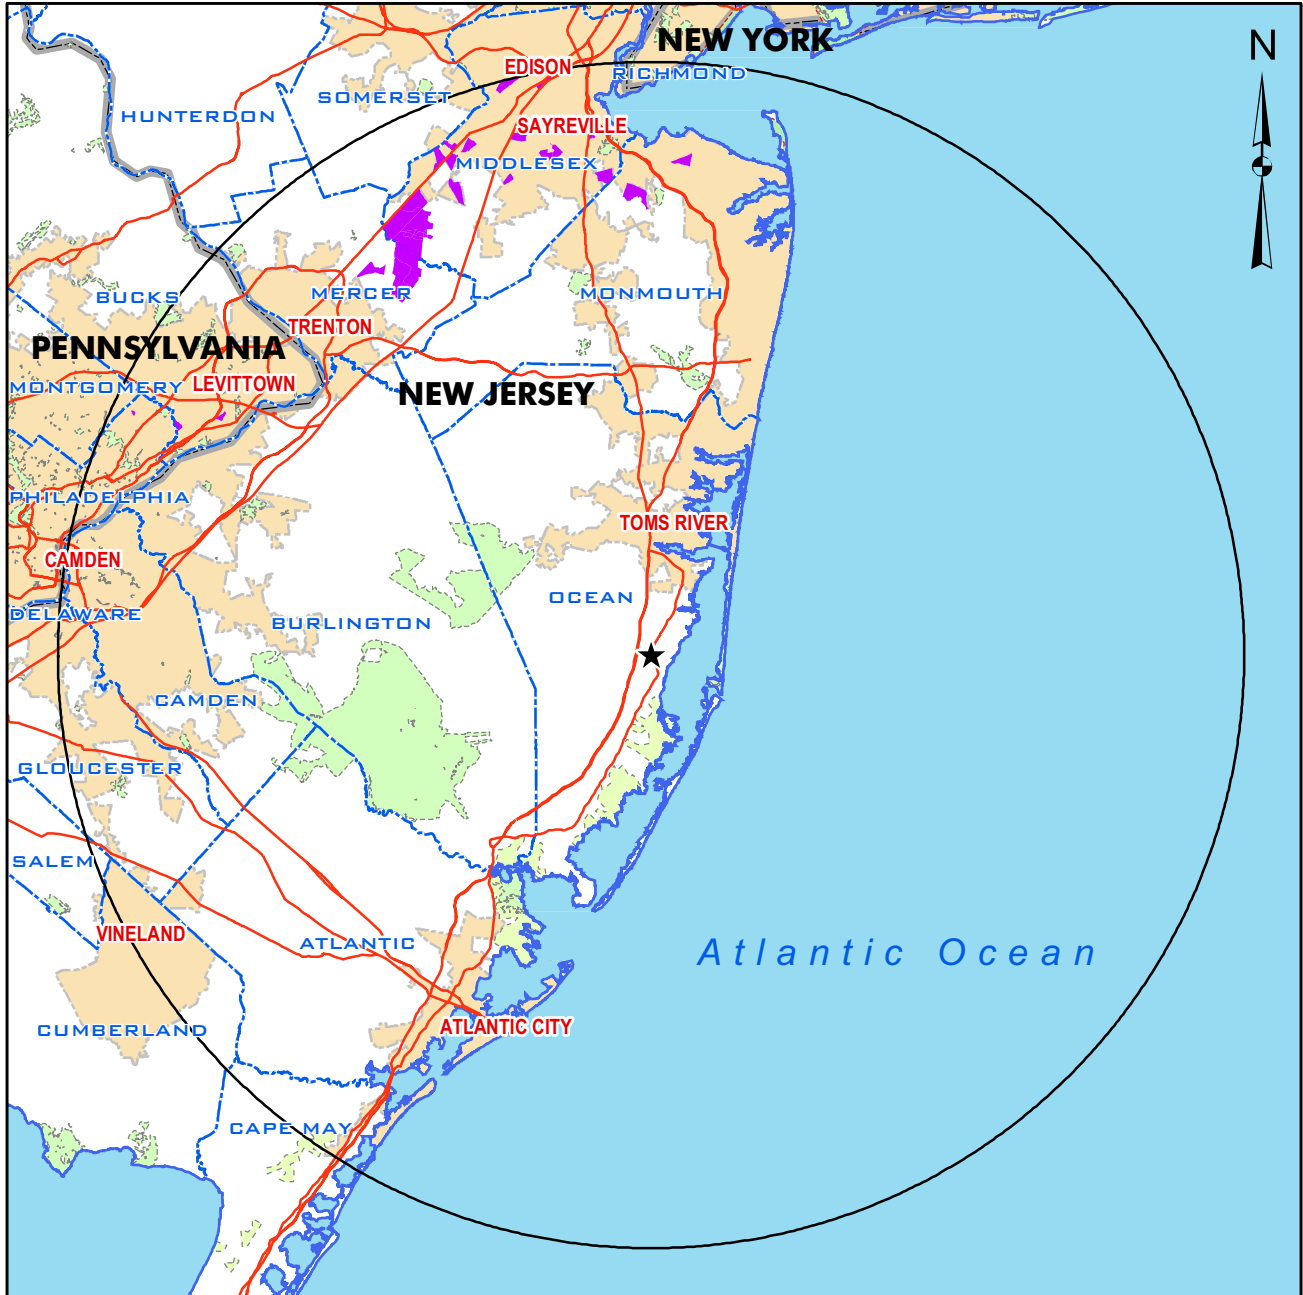 NEW YORK
N
EDISON
RICHMOND
SOMERSET
HUNTERDON
SAYREVILLE
MIDDLESEX
BUCKS
MERCER
MONMOUTH
TRENTON
PENNSYLVANIA
MONTGOMERY
LEVITTOWN
NEW JERSEY
PHILADELPHIA
TOMS RIVER
CAMDEN
OCEAN
DELAWARE
BURLINGTON
CAMDEN
GLOUCESTER
SALEM
VINELAND
ATLANTIC
Atlantic Ocean
CUMBERLAND
ATLANTIC CITY
CAPE MAY